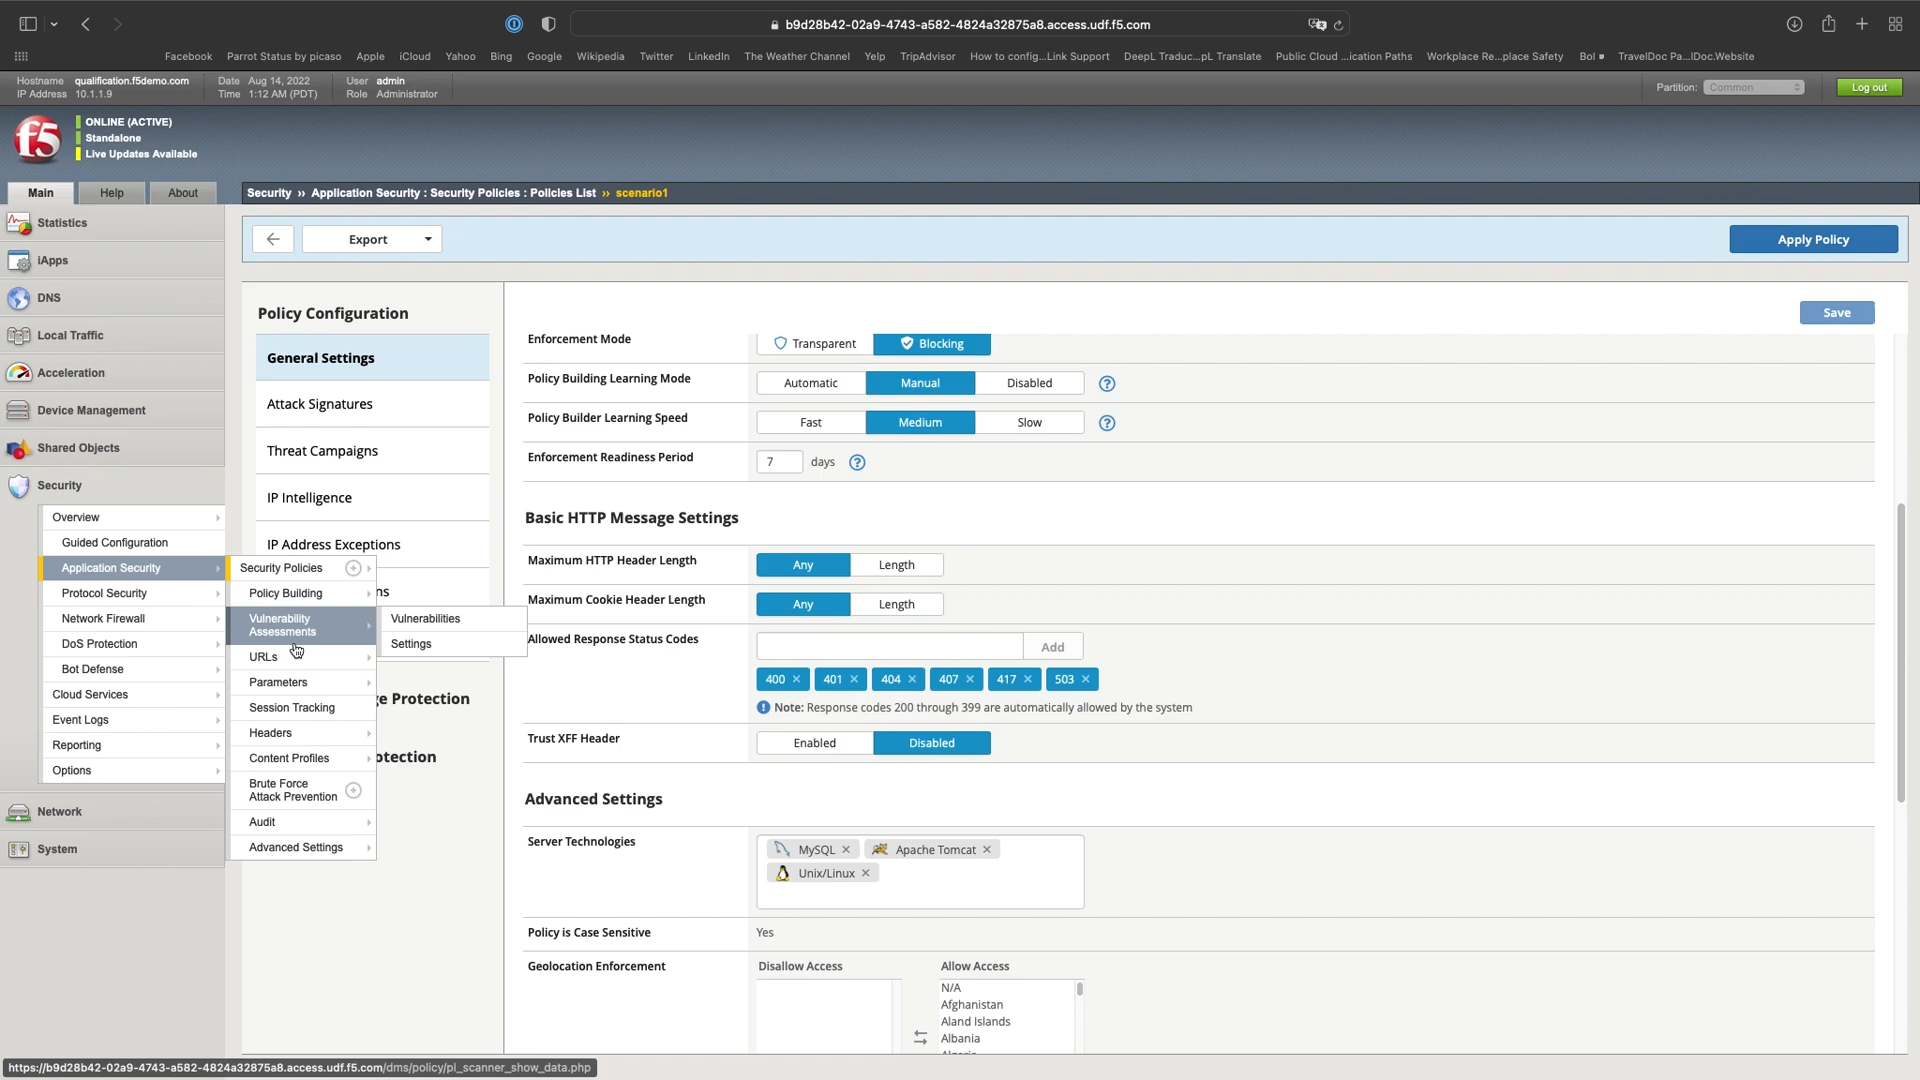 b9d28b42-02a9-4743-a582-4824a32875a8.access.udf.f5.com
Facebook Parrot Status by picaso Apple iCloud Yahoo Bing Google Wikipedia Twitter LinkedIn The Weather Channel Yelp TripAdvisor How to config...Link Support DeepL Traduc...pL Translate Public Cloud ...ication Paths Workplace Re...place Safety Bol TravelDoc Pa...lDoc.Website
Hostname qualification.f5demo.com Date Aug 14, 2022 User admin
IP Address 10.1.1.9 Time 1:12 AM (PDT) Role Administrator
Partition: Common Log out
f5
ONLINE (ACTIVE)
Standalone
Live Updates Available
Main Help About
Security ›› Application Security : Security Policies : Policies List ›› scenario1
Statistics
iApps
DNS
Local Traffic
Acceleration
Device Management
Shared Objects
Security
Overview
Guided Configuration
Application Security
Protocol Security
Network Firewall
DoS Protection
Bot Defense
Cloud Services
Event Logs
Reporting
Options
Network
System
Security Policies
Policy Building
Vulnerability
Assessments
URLs
Parameters
Session Tracking
Headers
Content Profiles
Brute Force
Attack Prevention
Audit
Advanced Settings
Vulnerabilities
Settings
Export Apply Policy
Policy Configuration
General Settings
Attack Signatures
Threat Campaigns
IP Intelligence
IP Address Exceptions
ns
ge Protection
otection
Save
Enforcement Mode Transparent Blocking
Policy Building Learning Mode Automatic Manual Disabled ?
Policy Builder Learning Speed Fast Medium Slow ?
Enforcement Readiness Period 7 days ?
Basic HTTP Message Settings
Maximum HTTP Header Length Any Length
Maximum Cookie Header Length Any Length
Allowed Response Status Codes Add
400 × 401 × 404 × 407 × 417 × 503 ×
Note: Response codes 200 through 399 are automatically allowed by the system
Trust XFF Header Enabled Disabled
Advanced Settings
Server Technologies MySQL × Apache Tomcat ×
Unix/Linux ×
Policy is Case Sensitive Yes
Geolocation Enforcement Disallow Access Allow Access
N/A
Afghanistan
Aland Islands
Albania
https://b9d28b42-02a9-4743-a582-4824a32875a8.access.udf.f5.com/dms/policy/pl_scanner_show_data.php